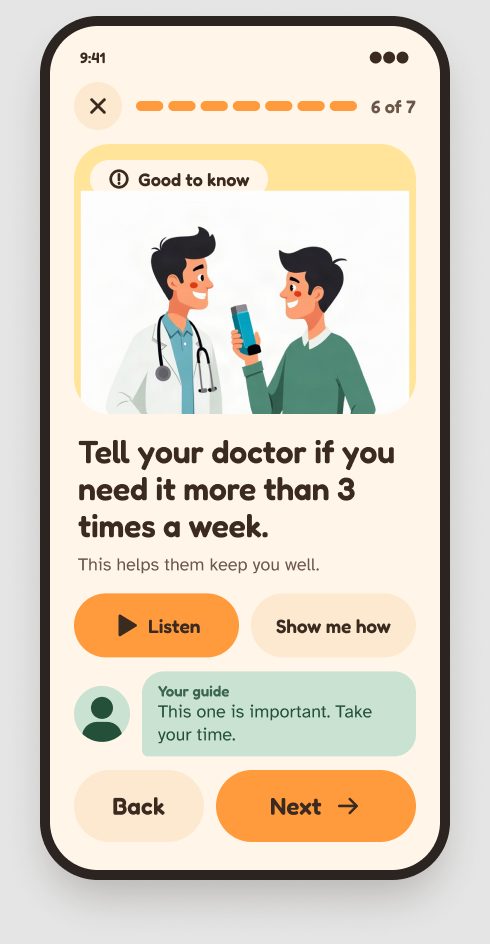 9:41
6 of 7
Good to know
Tell your doctor if you
need it more than 3
times a week.
This helps them keep you well.
Listen
Show me how
Your guide
This one is important. Take
your time.
Back
Next →